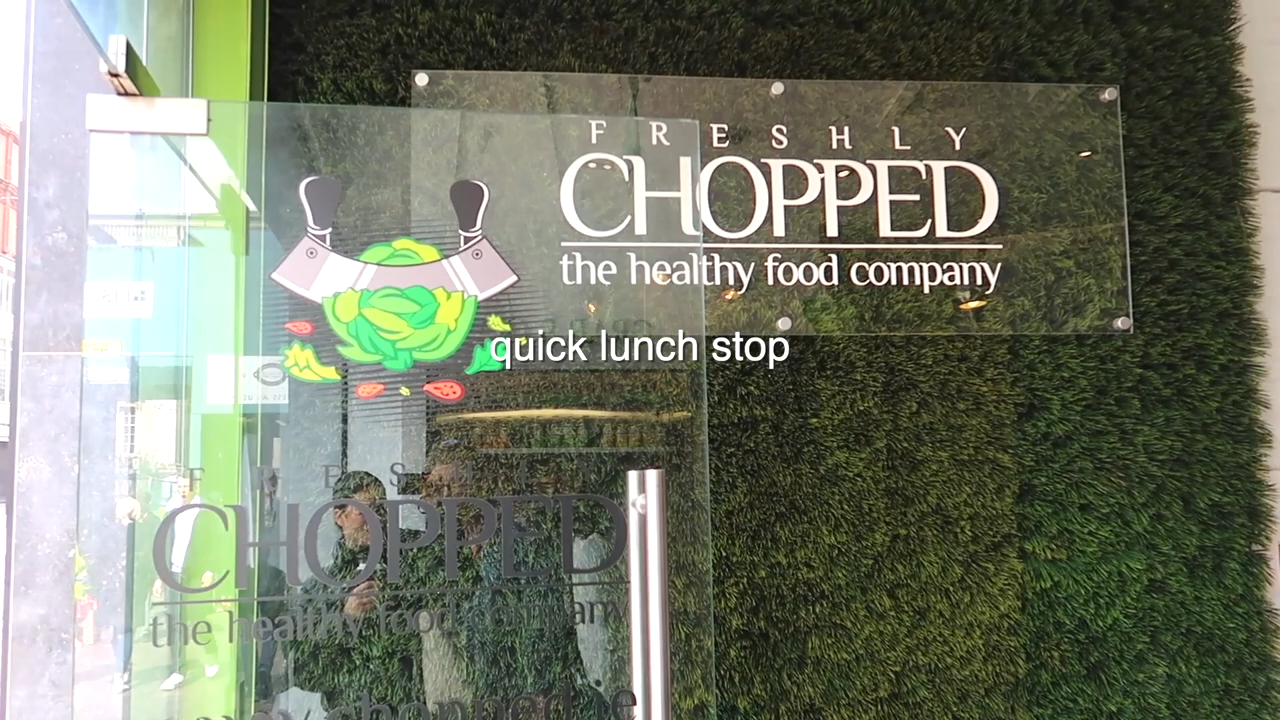 FRESHLY
CHOPPED
the healthy food company
quick lunch stop
FRESHLY
CHOPPED
the healthy food company